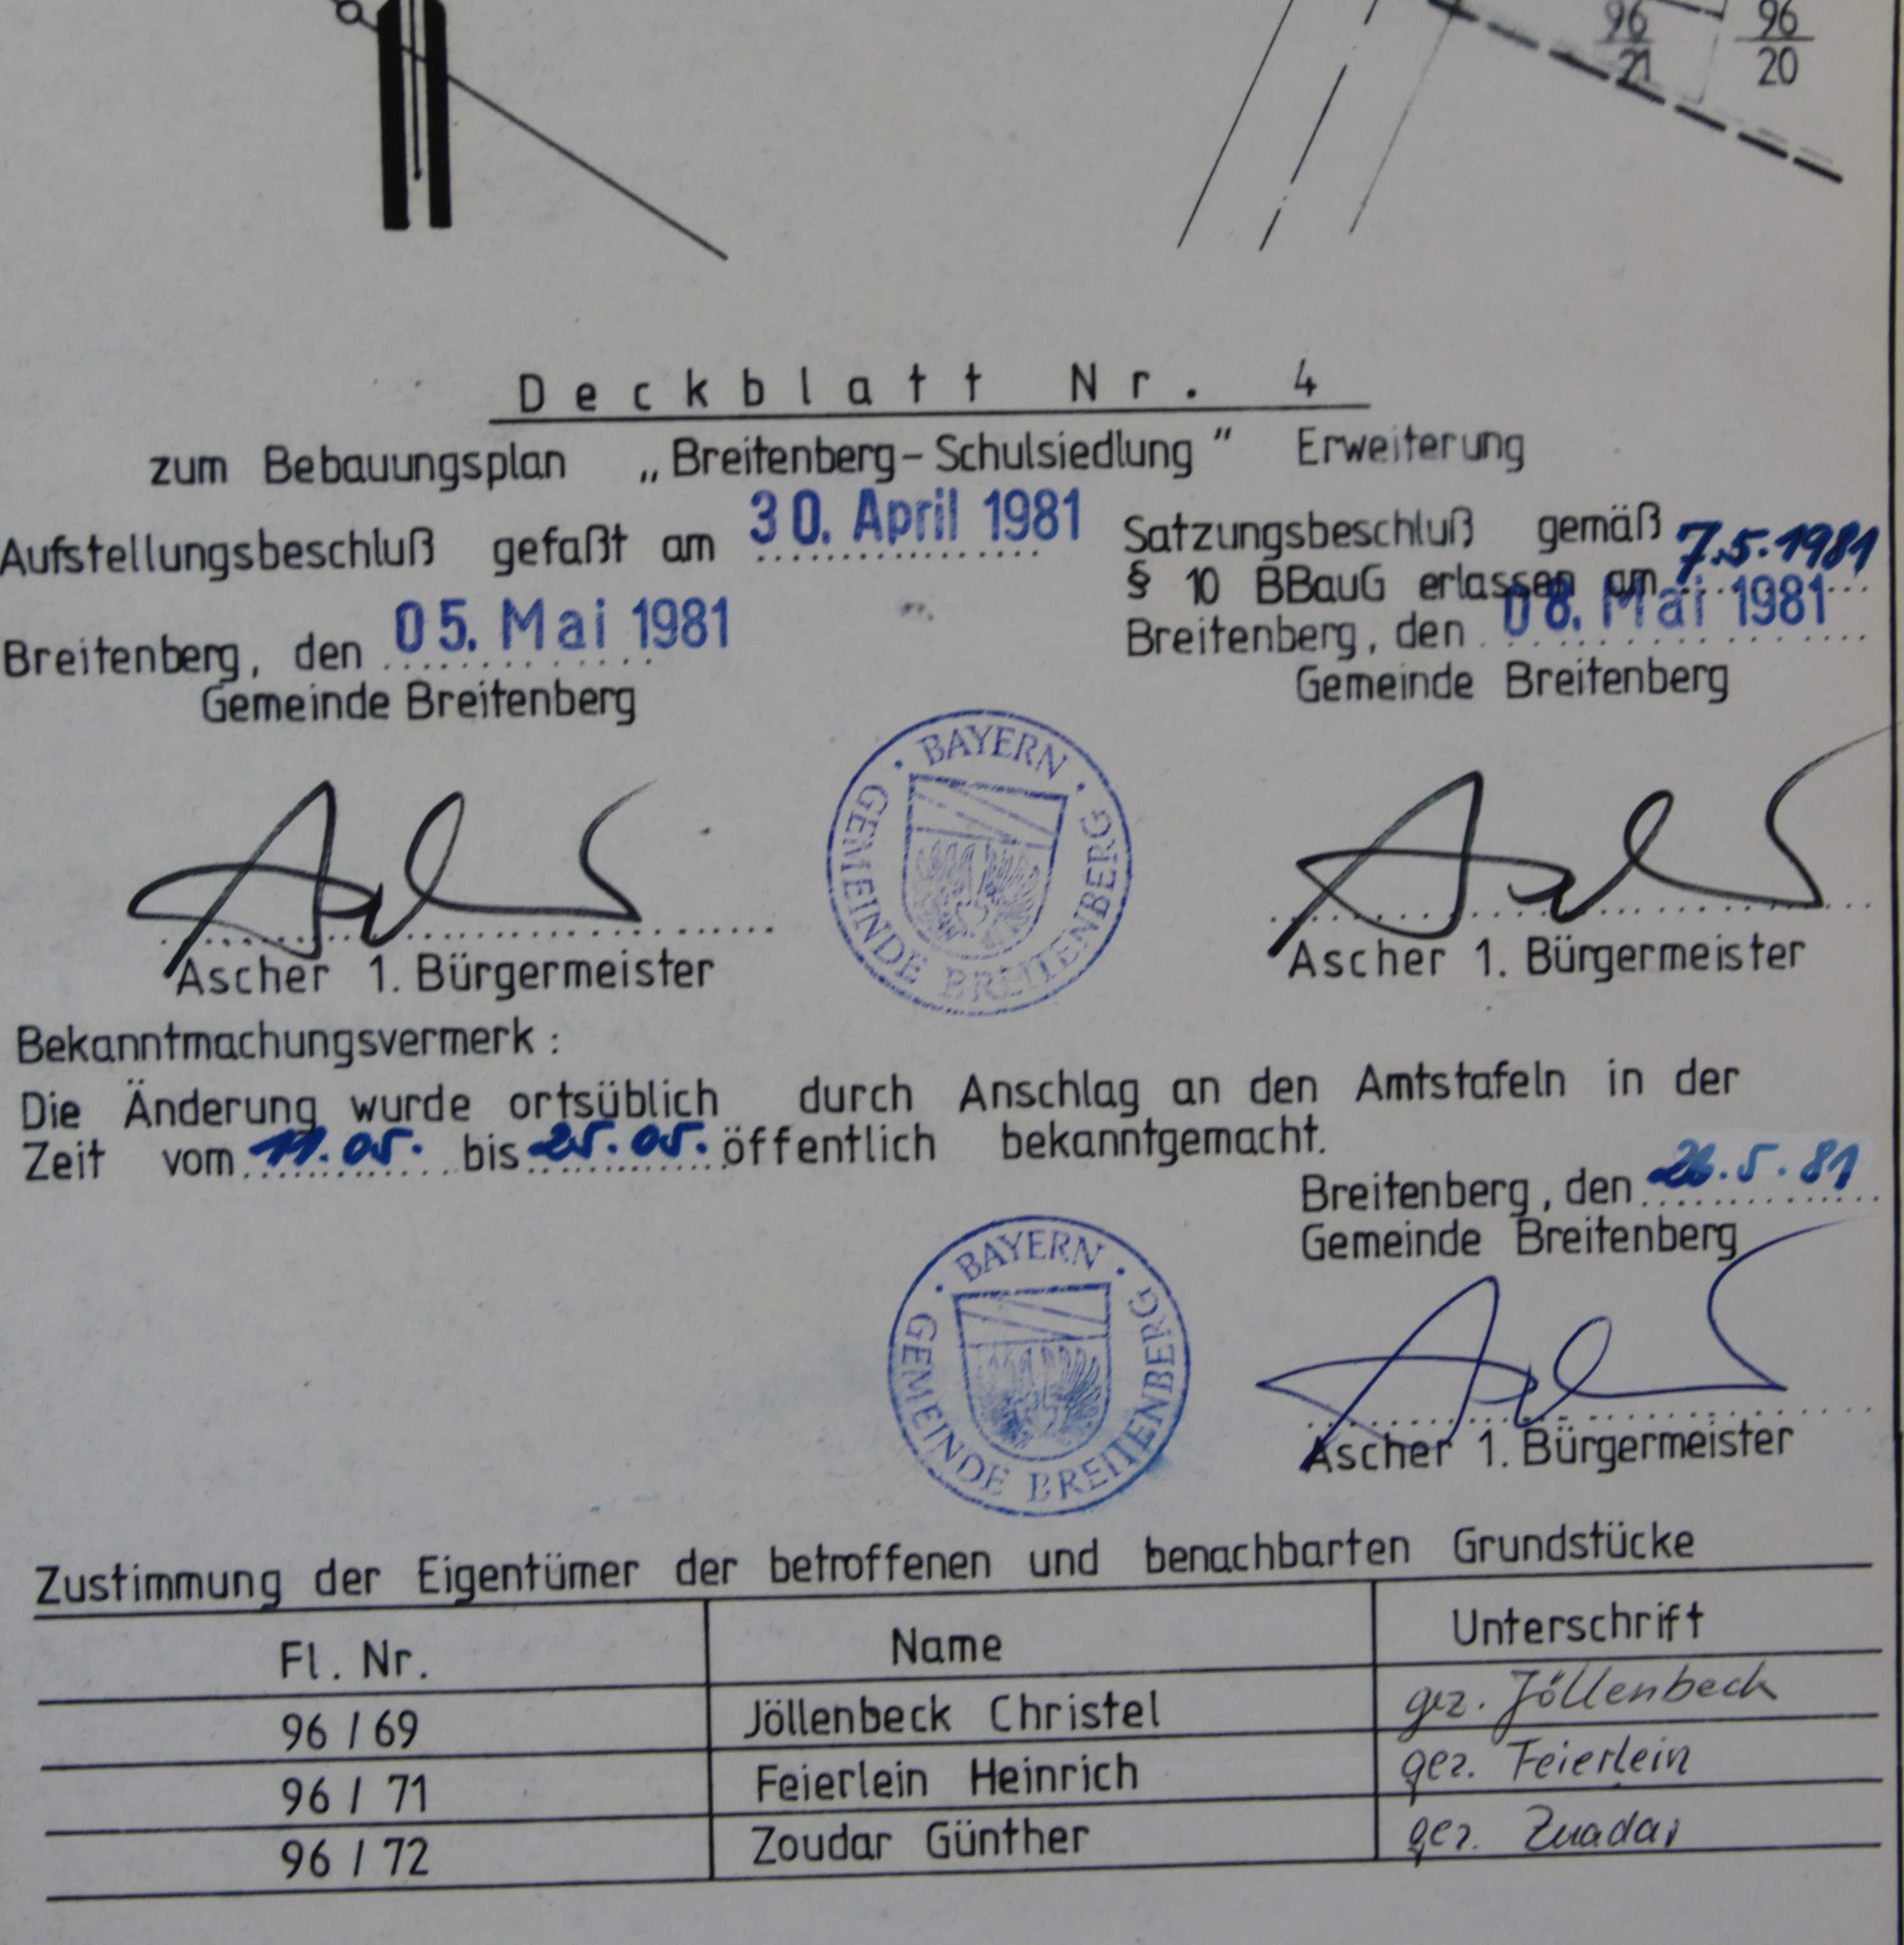 96
21
96
20
Deckblatt Nr. 4
zum Bebauungsplan „Breitenberg-Schulsiedlung" Erweiterung
Aufstellungsbeschluß gefaßt am 30. April 1981
Breitenberg, den 05. Mai 1981
Gemeinde Breitenberg
Satzungsbeschluß gemäß
§ 10 BBauG erlassen am 7.5.1981
Breitenberg, den 08. Mai 1981
Gemeinde Breitenberg
· BAYERN ·
GEMEINDE BREITENBERG
Ascher 1. Bürgermeister
Ascher 1. Bürgermeister
Bekanntmachungsvermerk :
Die Änderung wurde ortsüblich durch Anschlag an den Amtstafeln in der
Zeit vom 11.05. bis 25.05. öffentlich bekanntgemacht.
Breitenberg, den 26.5.81
Gemeinde Breitenberg
· BAYERN ·
GEMEINDE BREITENBERG
Ascher 1. Bürgermeister
Zustimmung der Eigentümer der betroffenen und benachbarten Grundstücke
Fl. Nr. Name Unterschrift
96 / 69 Jöllenbeck Christel gez. Jöllenbeck
96 / 71 Feierlein Heinrich gez. Feierlein
96 / 72 Zoudar Günther gez.